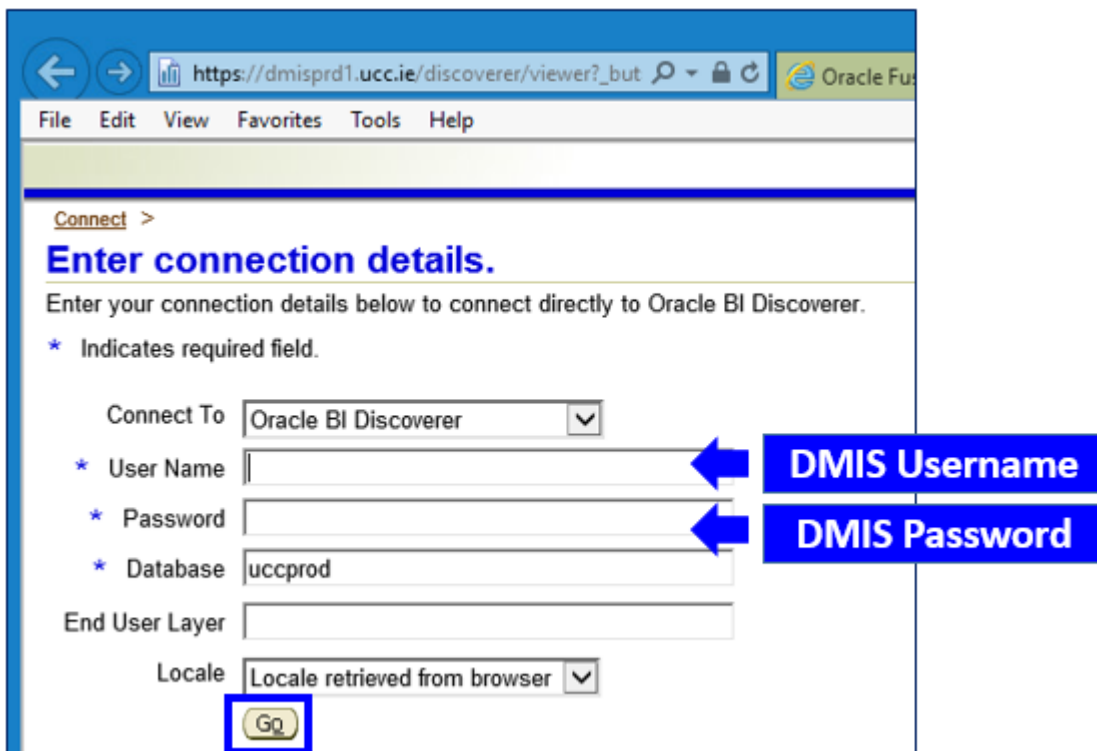 https://dmisprd1.ucc.ie/discoverer/viewer?_but
Oracle Fus
File Edit View Favorites Tools Help
Connect >
Enter connection details.
Enter your connection details below to connect directly to Oracle BI Discoverer.
* Indicates required field.
Connect To Oracle BI Discoverer
* User Name
DMIS Username
* Password
DMIS Password
* Database uccprod
End User Layer
Locale Locale retrieved from browser
Go